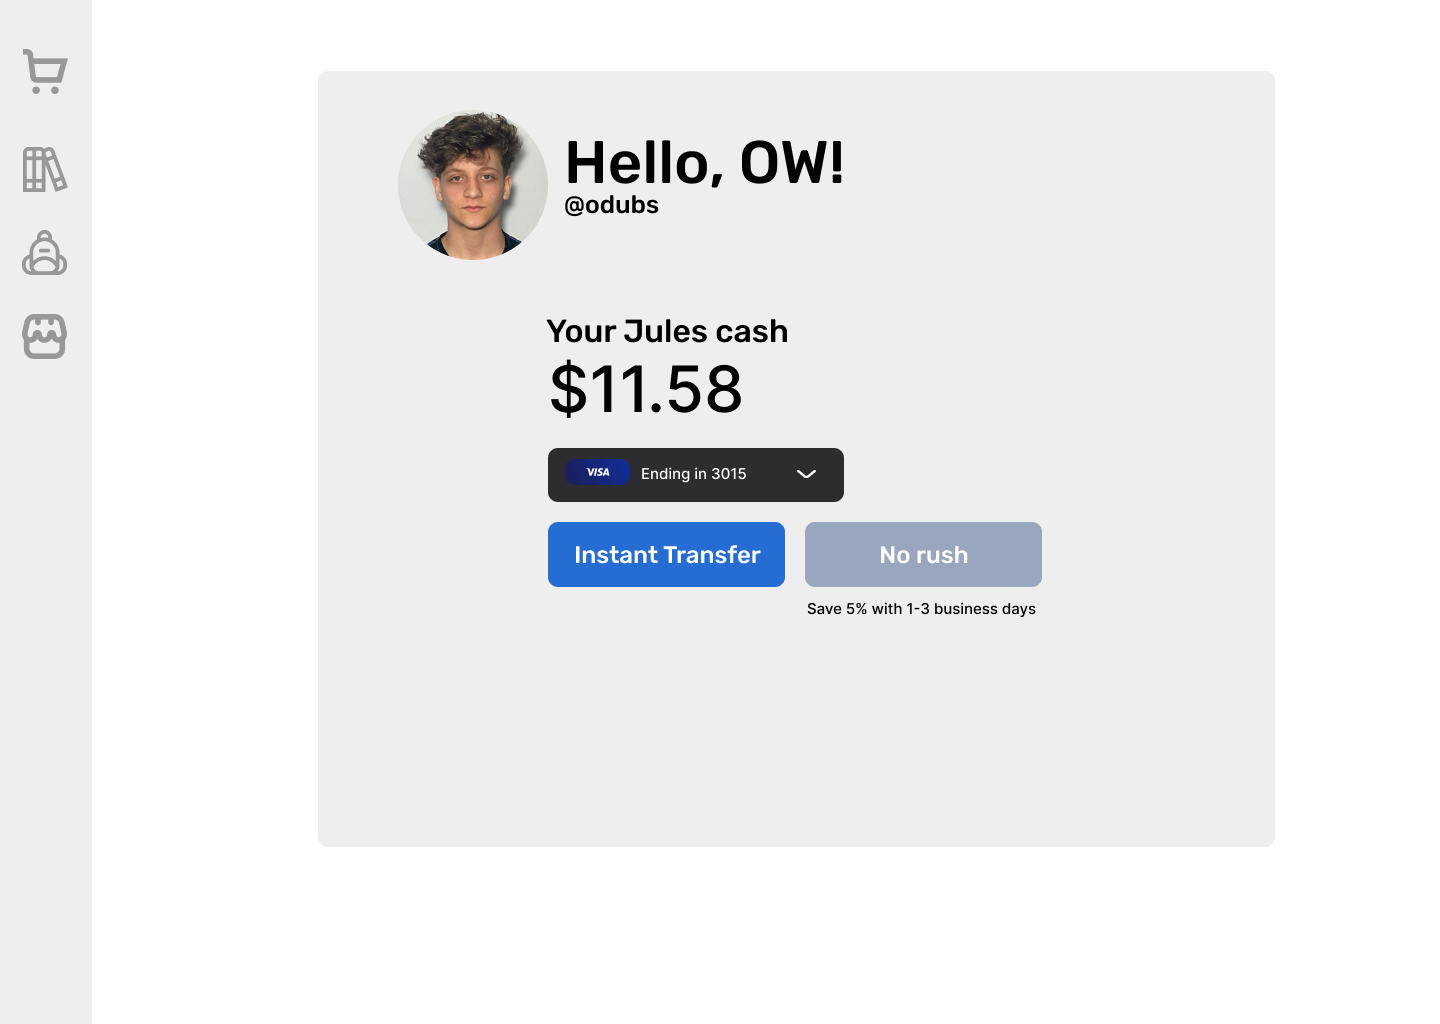 Hello, OW!
@odubs
Your Jules cash
$11.58
VISA Ending in 3015
Instant Transfer
No rush
Save 5% with 1-3 business days